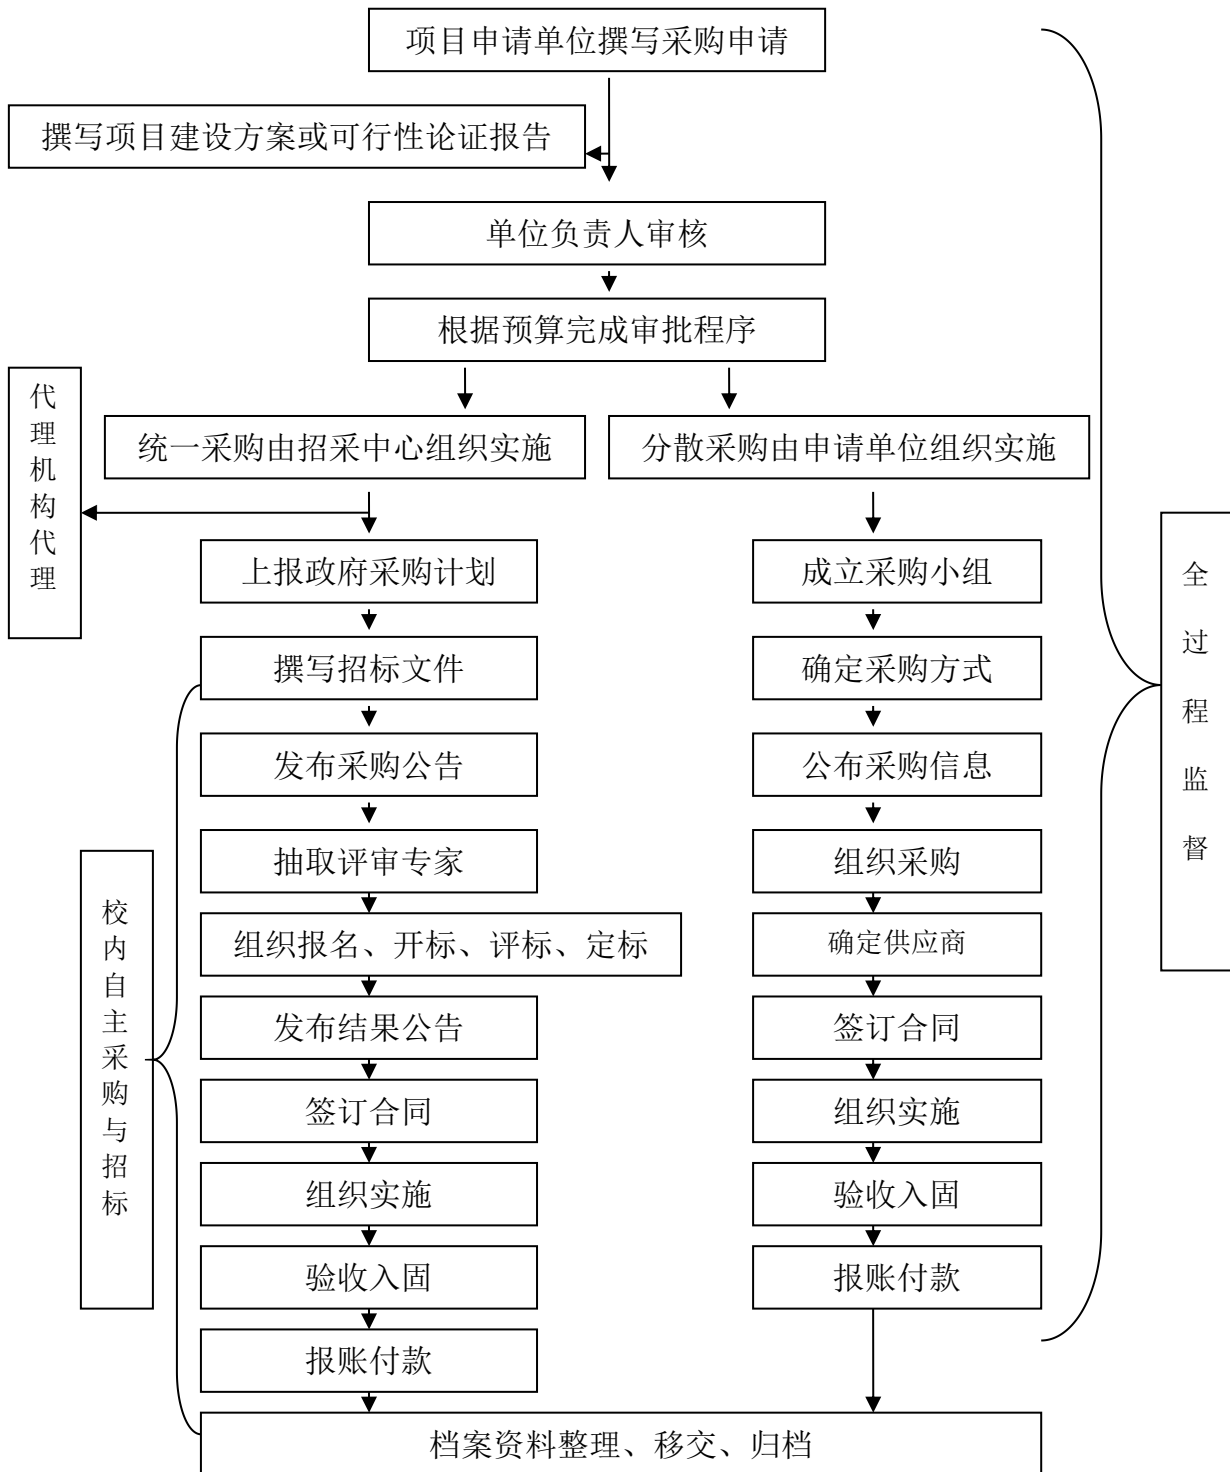 项目申请单位撰写采购申请
撰写项目建设方案或可行性论证报告
单位负责人审核
根据预算完成审批程序
代理机构代理
统一采购由招采中心组织实施
分散采购由申请单位组织实施
上报政府采购计划
成立采购小组
撰写招标文件
确定采购方式
发布采购公告
公布采购信息
抽取评审专家
组织采购
组织报名、开标、评标、定标
确定供应商
发布结果公告
签订合同
签订合同
组织实施
组织实施
验收入固
验收入固
报账付款
报账付款
档案资料整理、移交、归档
校内自主采购与招标
全过程监督